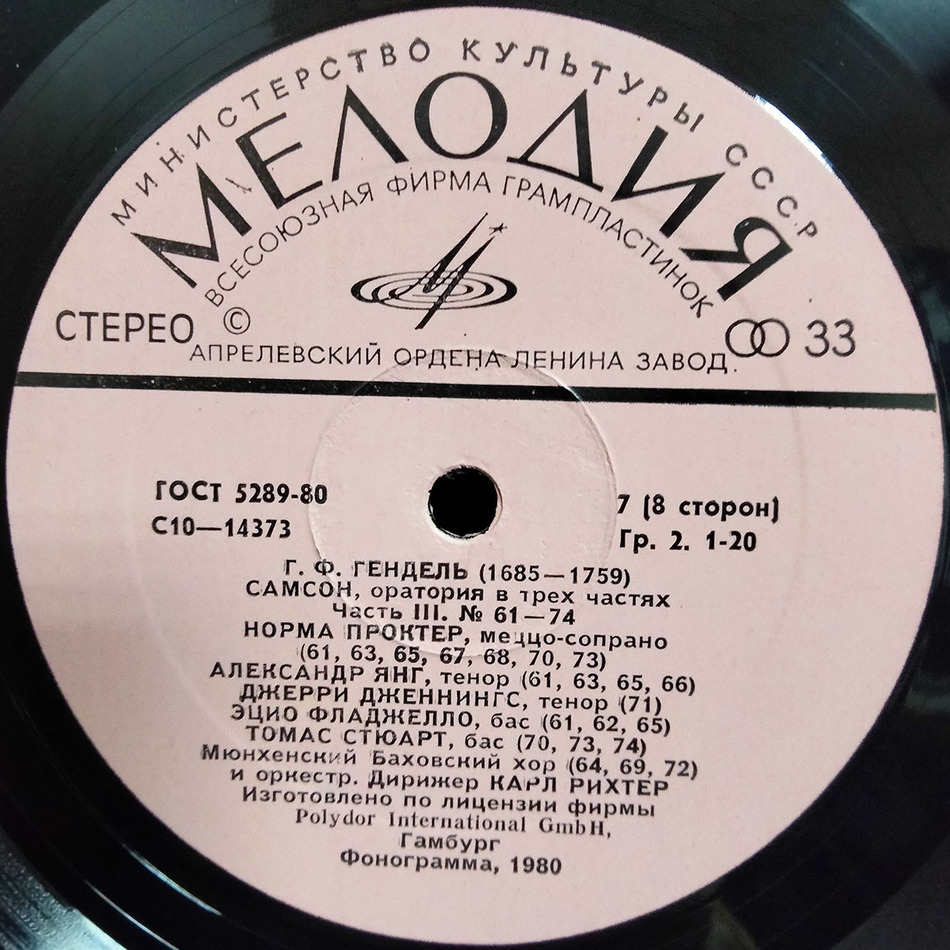 МИНИСТЕРСТВО КУЛЬТУРЫ СССР
МЕЛОДИЯ
ВСЕСОЮЗНАЯ ФИРМА ГРАМПЛАСТИНОК
СТЕРЕО © 33
АПРЕЛЕВСКИЙ ОРДЕНА ЛЕНИНА ЗАВОД
ГОСТ 5289-80
С10—14373
7 (8 сторон)
Гр. 2. 1-20
Г. Ф. ГЕНДЕЛЬ (1685—1759)
САМСОН, оратория в трех частях
Часть III. № 61—74
НОРМА ПРОКТЕР, меццо-сопрано
(61, 63, 65, 67, 68, 70, 73)
АЛЕКСАНДР ЯНГ, тенор (61, 63, 65, 66)
ДЖЕРРИ ДЖЕННИНГС, тенор (71)
ЭЦИО ФЛАДЖЕЛЛО, бас (61, 62, 65)
ТОМАС СТЮАРТ, бас (70, 73, 74)
Мюнхенский Баховский хор (64, 69, 72)
и оркестр. Дирижер КАРЛ РИХТЕР
Изготовлено по лицензии фирмы
Polydor International GmbH,
Гамбург
Фонограмма, 1980